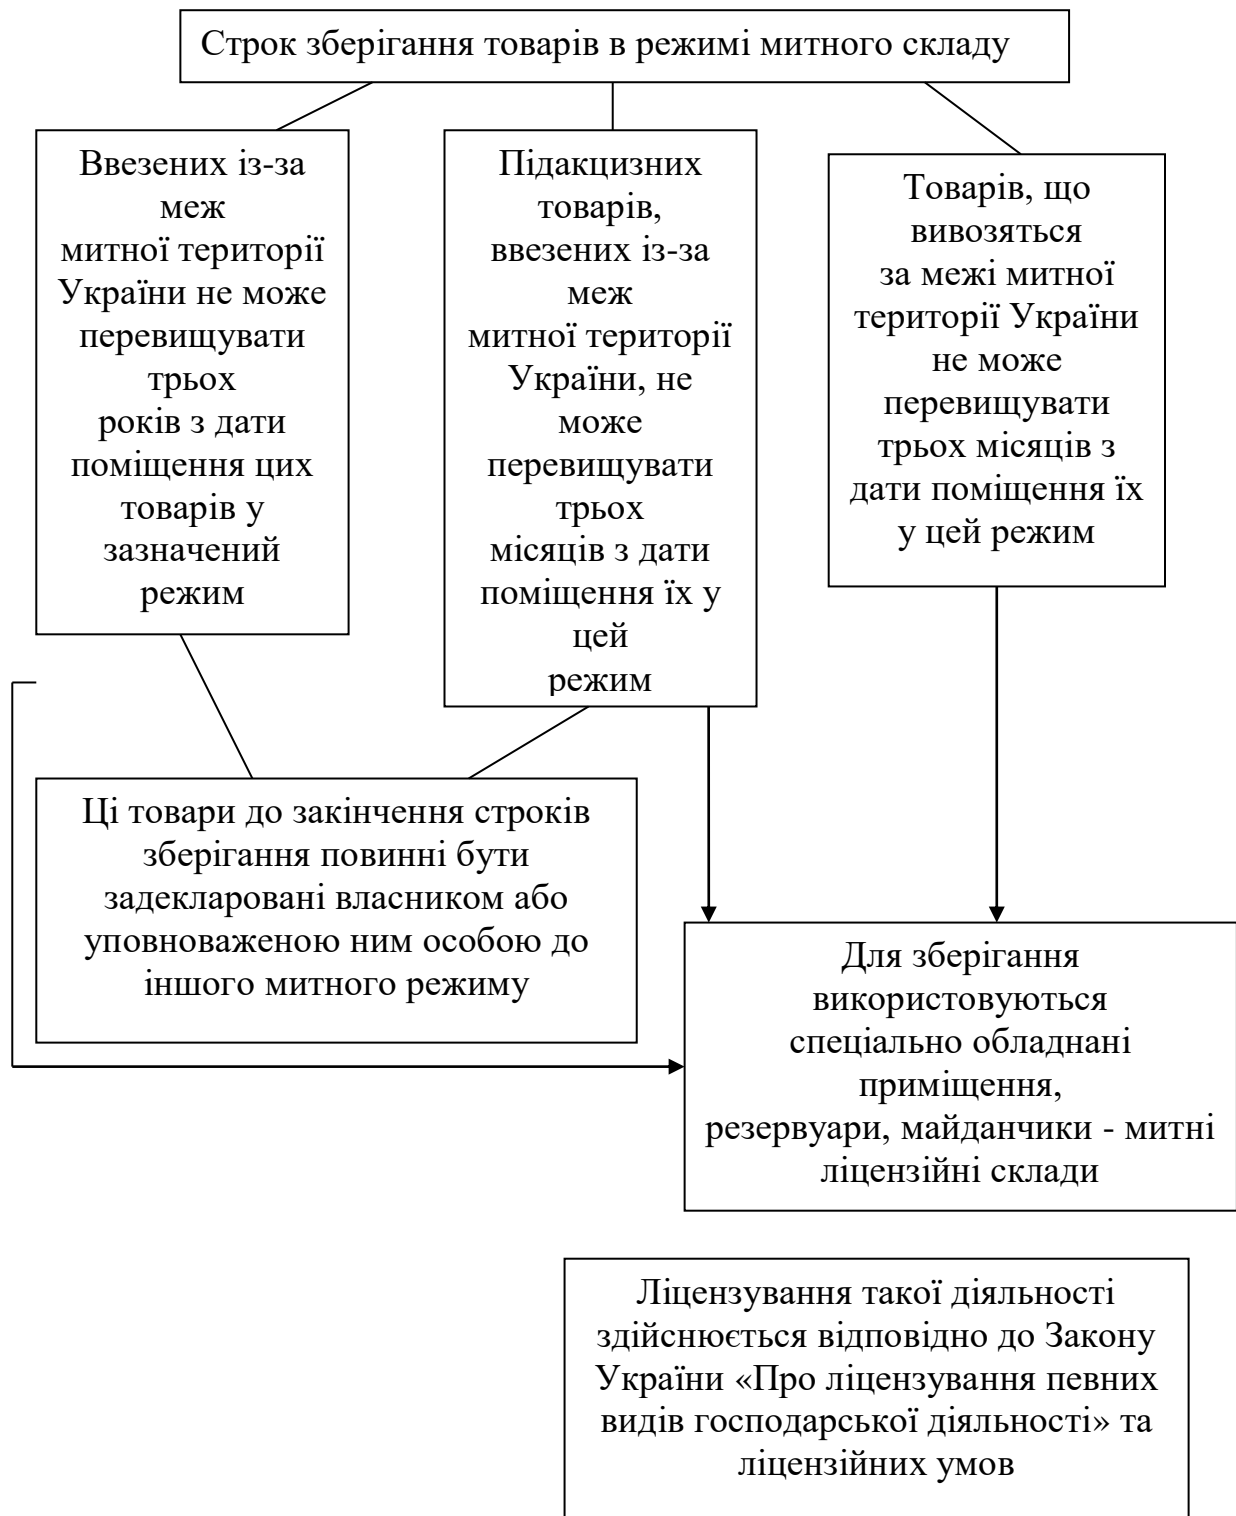 Строк зберігання товарів в режимі митного складу
Ввезених із-за
меж
митної території
України не може
перевищувати
трьох
років з дати
поміщення цих
товарів у
зазначений
режим
Підакцизних
товарів,
ввезених із-за
меж
митної території
України, не
може
перевищувати
трьох
місяців з дати
поміщення їх у
цей
режим
Товарів, що
вивозяться
за межі митної
території України
не може
перевищувати
трьох місяців з
дати поміщення їх
у цей режим
Ці товари до закінчення строків
зберігання повинні бути
задекларовані власником або
уповноваженою ним особою до
іншого митного режиму
Для зберігання
використовуються
спеціально обладнані
приміщення,
резервуари, майданчики - митні
ліцензійні склади
Ліцензування такої діяльності
здійснюється відповідно до Закону
України «Про ліцензування певних
видів господарської діяльності» та
ліцензійних умов